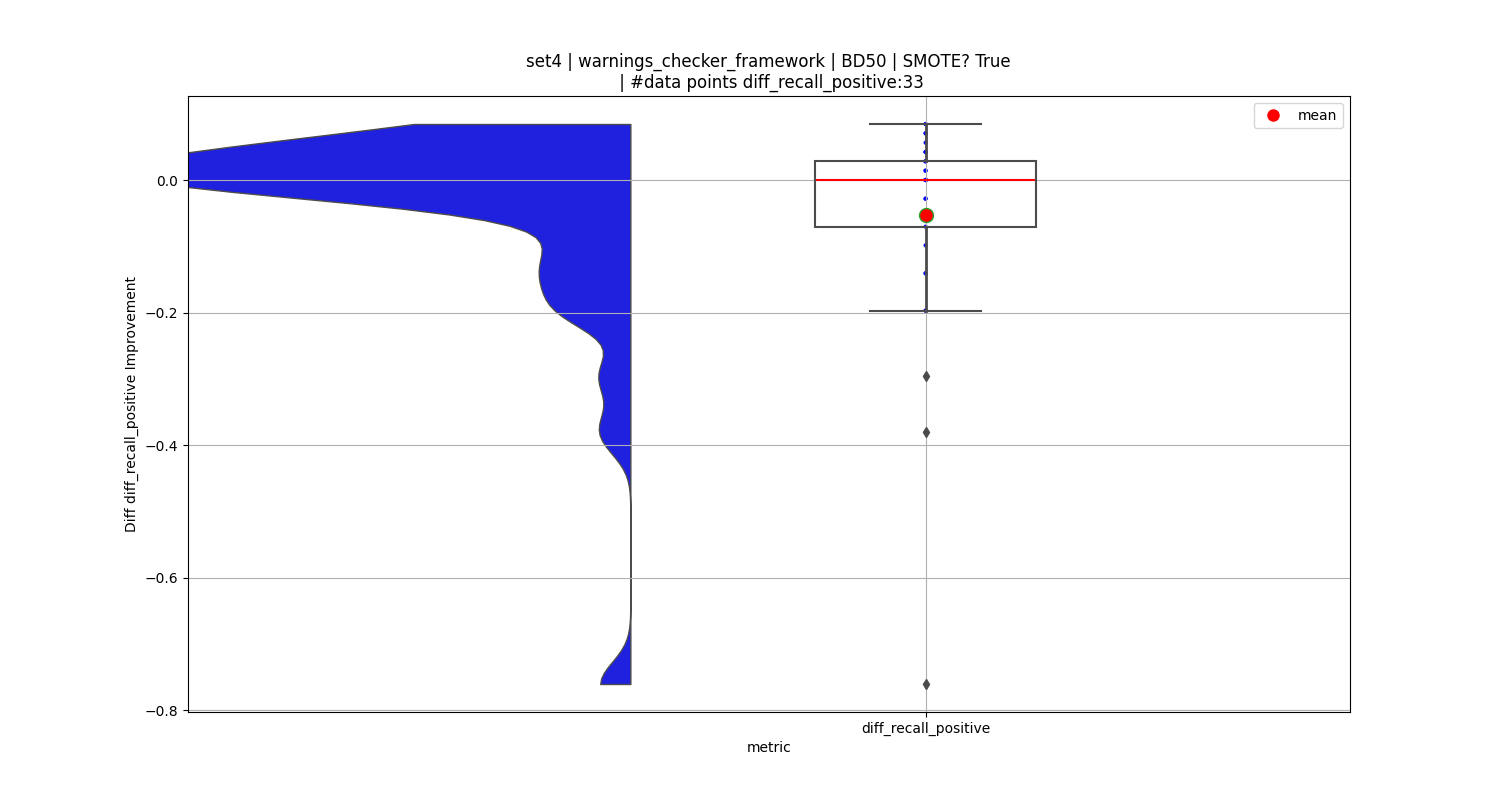 set4 | warnings_checker_framework | BD50 | SMOTE? True
| #data points diff_recall_positive:33
mean
0.0
−0.2
−0.4
−0.6
−0.8
Diff diff_recall_positive Improvement
diff_recall_positive
metric